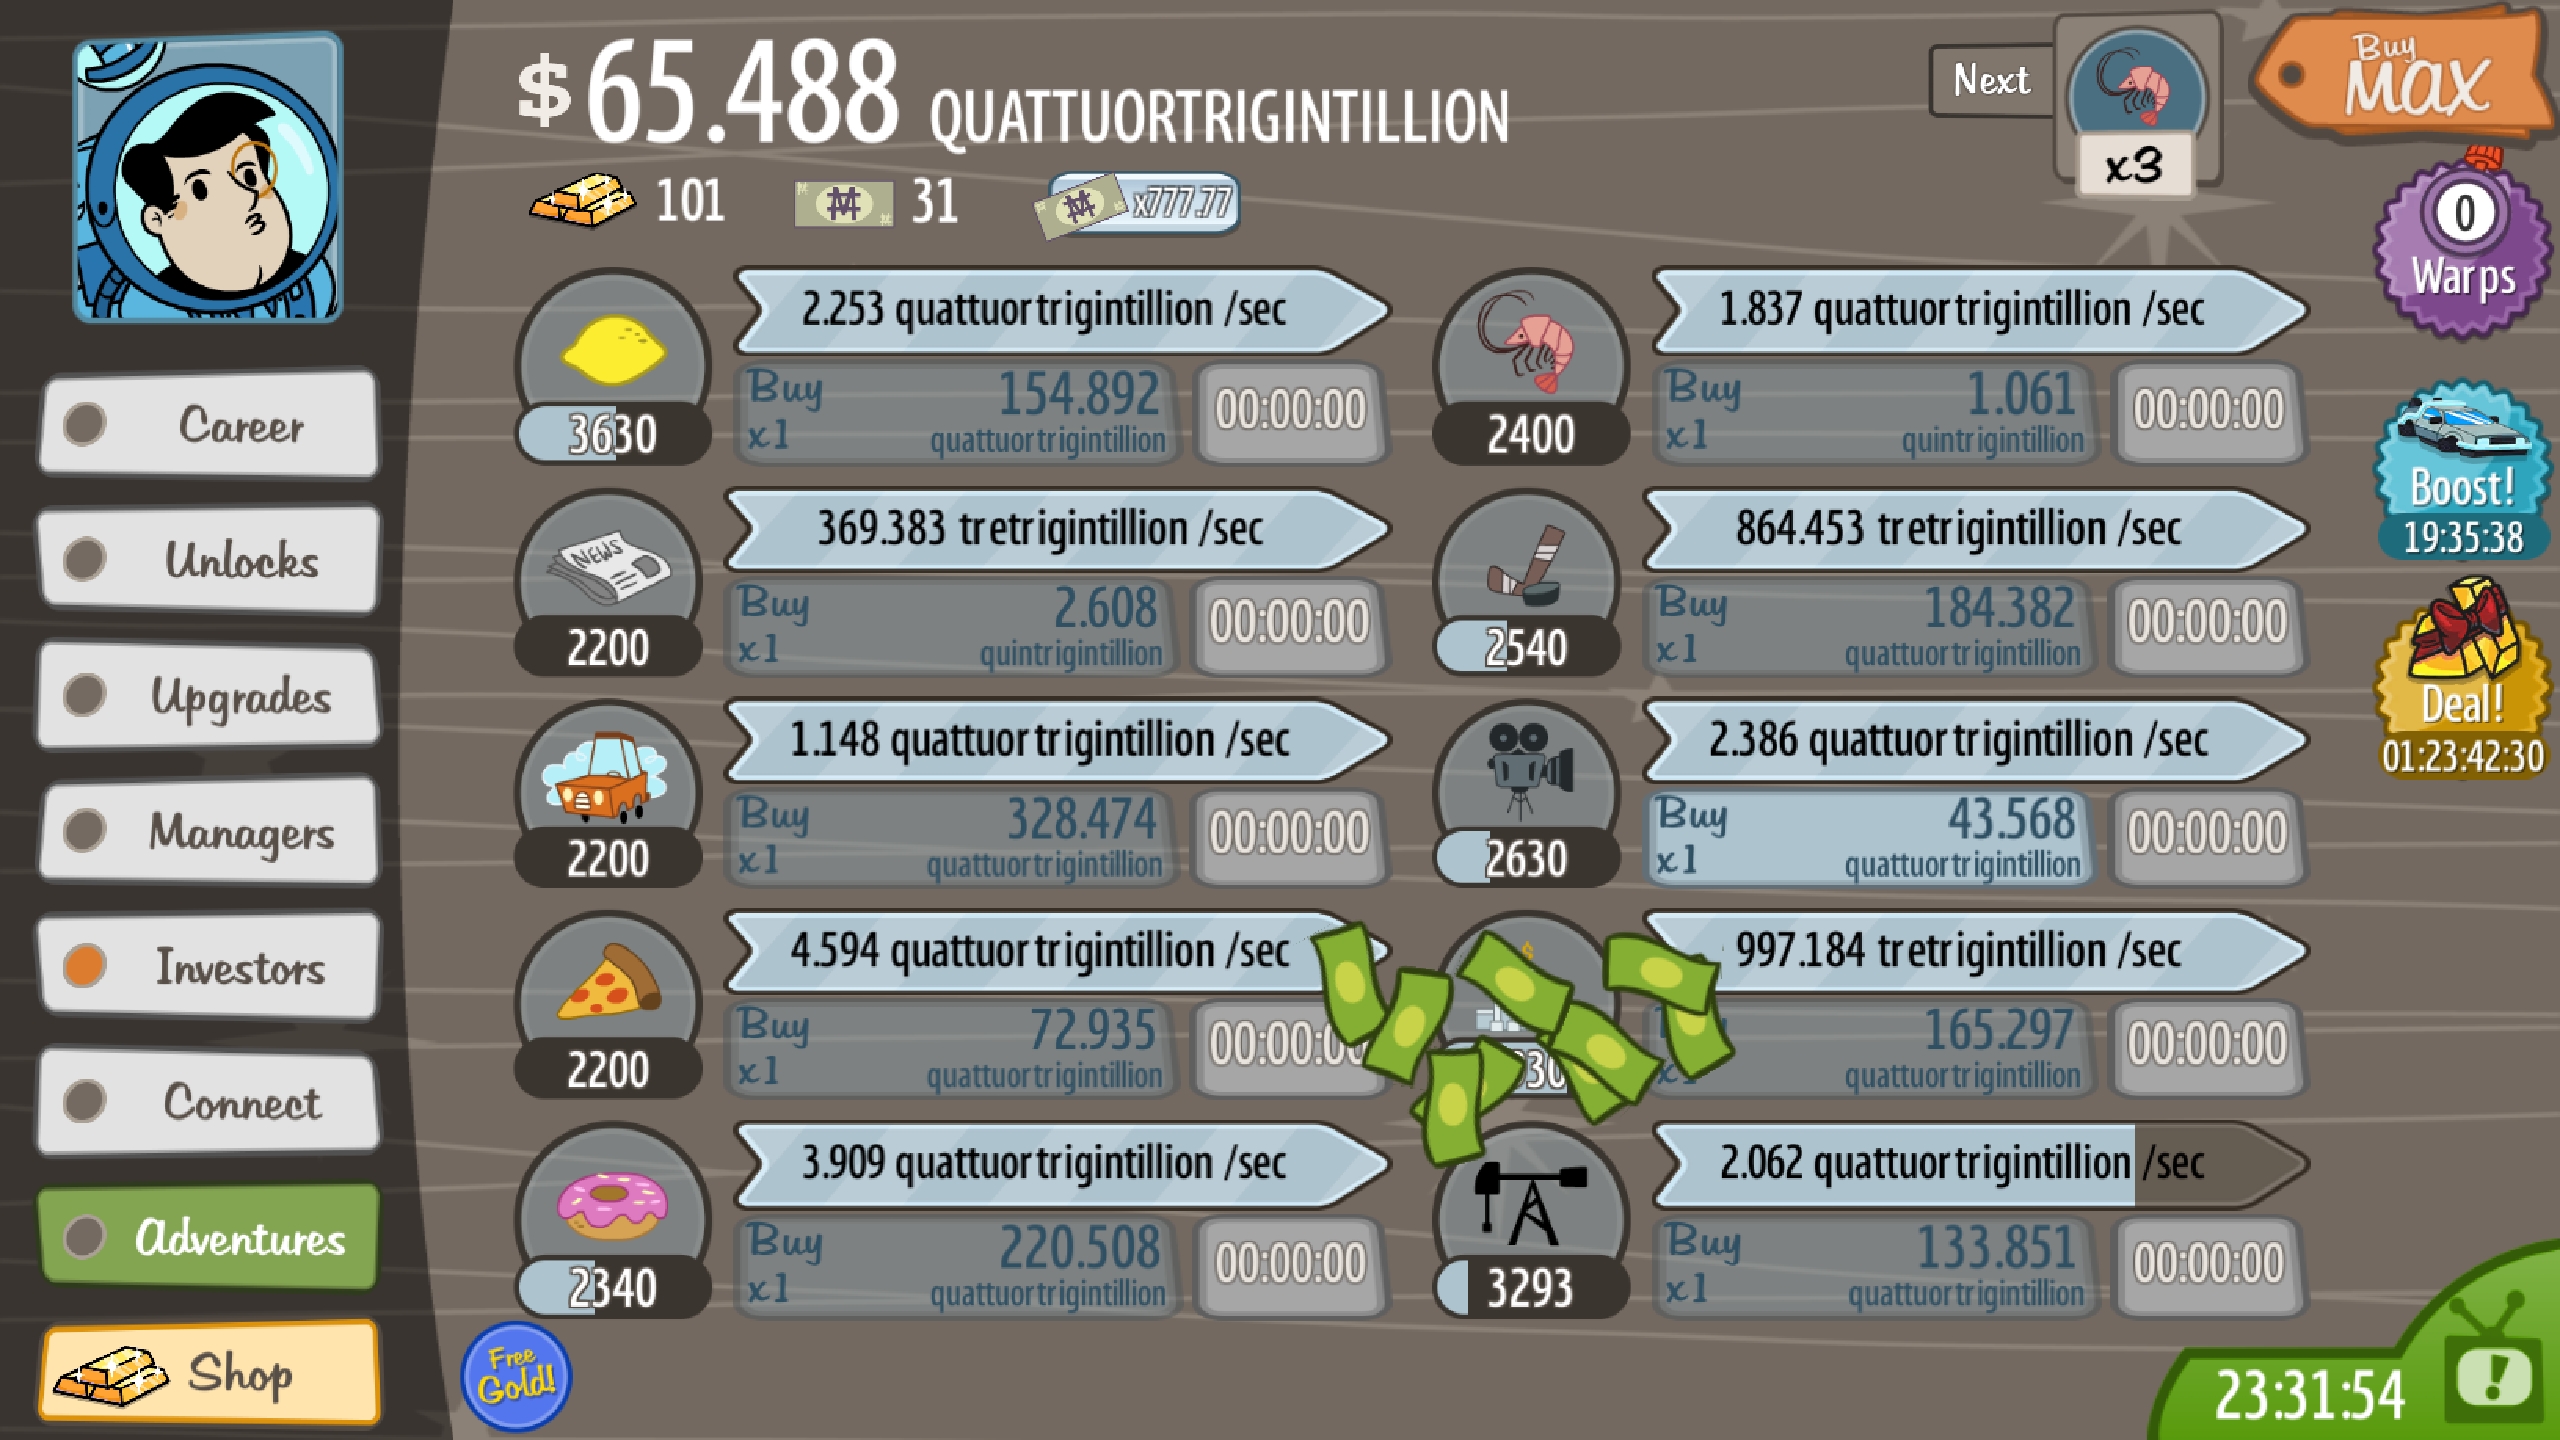 $65.488 QUATTUORTRIGINTILLION
Next
x3
Buy
MAX
101
31
x777.77
0
Warps
Boost!
19:35:38
Deal!
01:23:42:30
Career
Unlocks
Upgrades
Managers
Investors
Connect
Adventures
Shop
Free
Gold!
3630
2.253 quattuortrigintillion /sec
Buy
x1
154.892
quattuortrigintillion
00:00:00
NEWS
2200
369.383 tretrigintillion /sec
Buy
x1
2.608
quintrigintillion
00:00:00
2200
1.148 quattuortrigintillion /sec
Buy
x1
328.474
quattuortrigintillion
00:00:00
2200
4.594 quattuortrigintillion /sec
Buy
x1
72.935
quattuortrigintillion
2340
3.909 quattuortrigintillion /sec
Buy
x1
220.508
quattuortrigintillion
00:00:00
2400
1.837 quattuortrigintillion /sec
Buy
x1
1.061
quintrigintillion
00:00:00
2540
864.453 tretrigintillion /sec
Buy
x1
184.382
quattuortrigintillion
00:00:00
2630
2.386 quattuortrigintillion /sec
Buy
x1
43.568
quattuortrigintillion
00:00:00
997.184 tretrigintillion /sec
165.297
quattuortrigintillion
00:00:00
3293
2.062 quattuortrigintillion /sec
Buy
x1
133.851
quattuortrigintillion
00:00:00
23:31:54